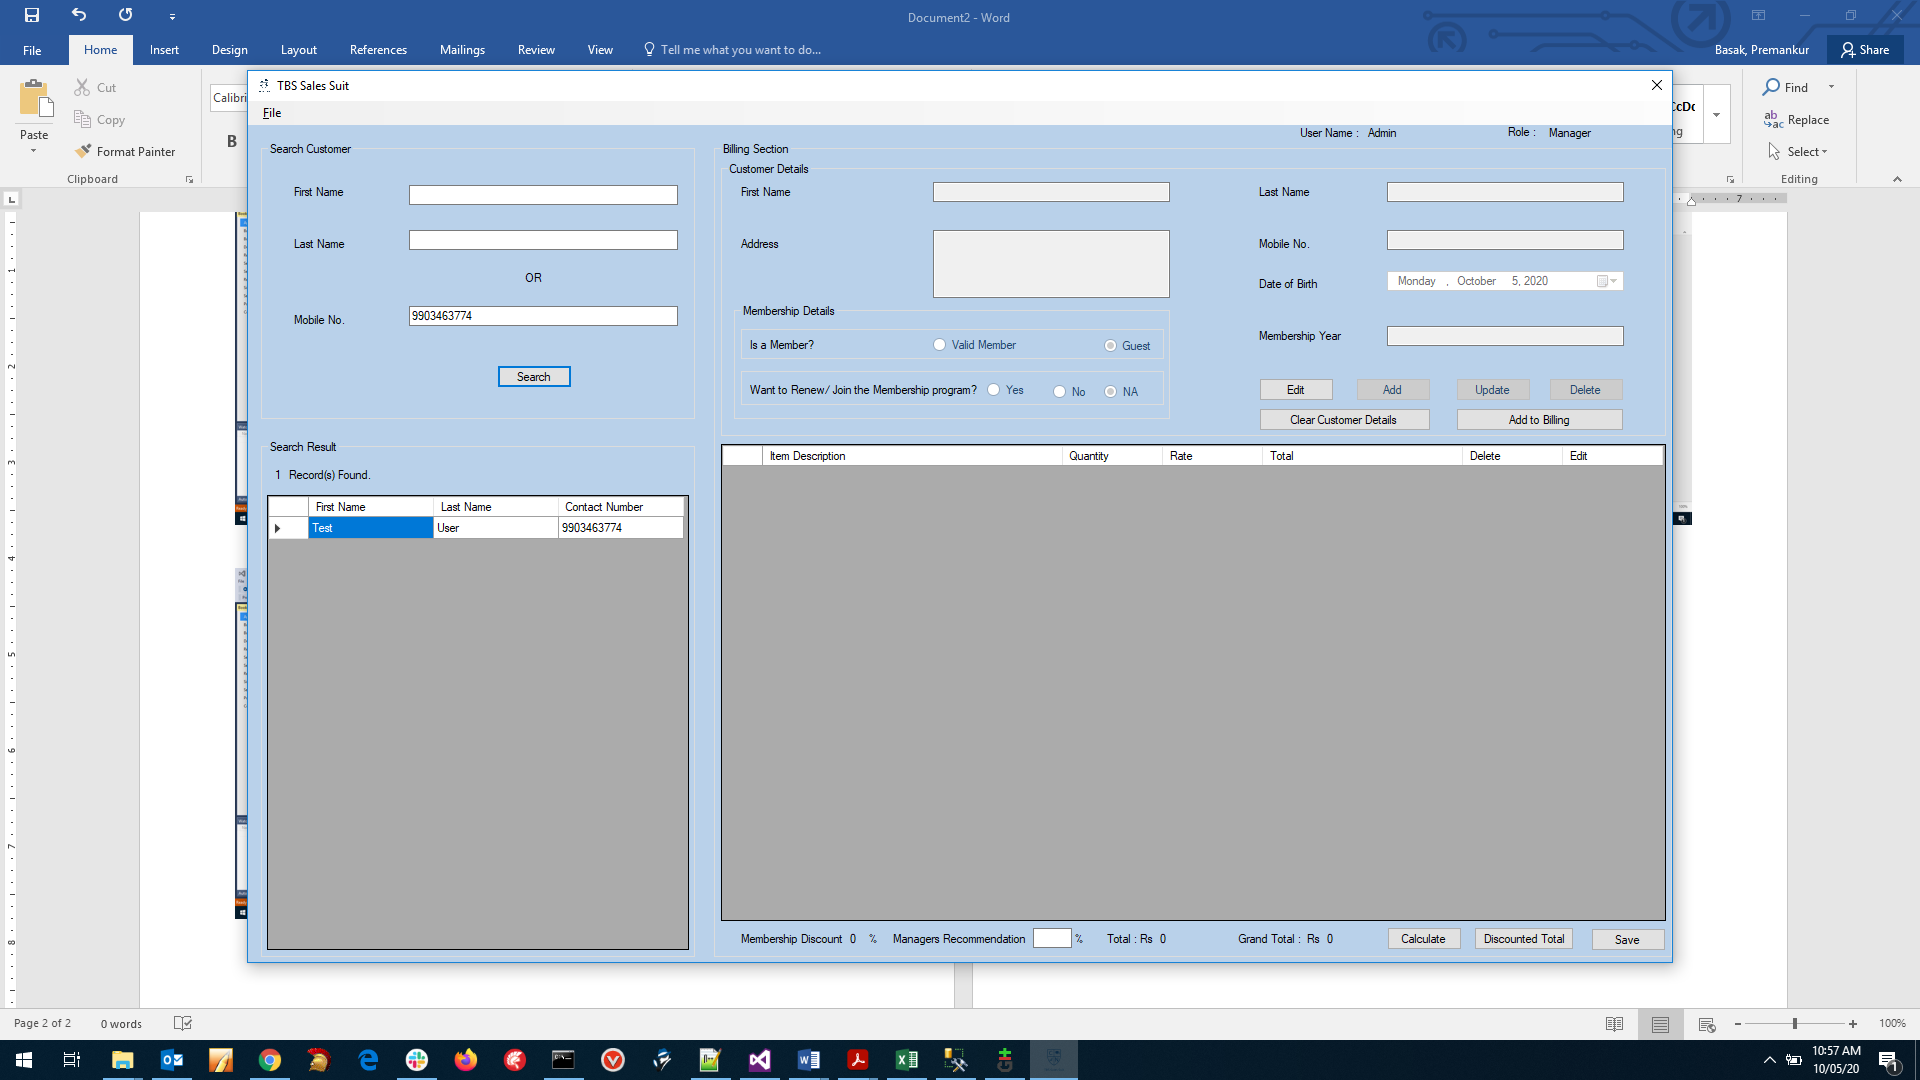 Document2 - Word
File Home Insert Design Layout References Mailings Review View Tell me what you want to do... Basak, Premankur Share
Paste
Cut
Copy
Format Painter
Clipboard
Calibri
B
Find
Replace
Select
Editing
TBS Sales Suit
File
User Name : Admin Role : Manager
Search Customer
First Name
Last Name
OR
Mobile No. 9903463774
Search
Search Result
1 Record(s) Found.
First Name Last Name Contact Number
Test User 9903463774
Billing Section
Customer Details
First Name Last Name
Address Mobile No.
Date of Birth Monday , October 5, 2020
Membership Details
Is a Member? Valid Member Guest
Membership Year
Want to Renew/ Join the Membership program? Yes No NA
Edit Add Update Delete
Clear Customer Details Add to Billing
Item Description Quantity Rate Total Delete Edit
Membership Discount 0 % Managers Recommendation % Total : Rs 0 Grand Total : Rs 0 Calculate Discounted Total Save
Page 2 of 2 0 words 100%
10:57 AM
10/05/20
1